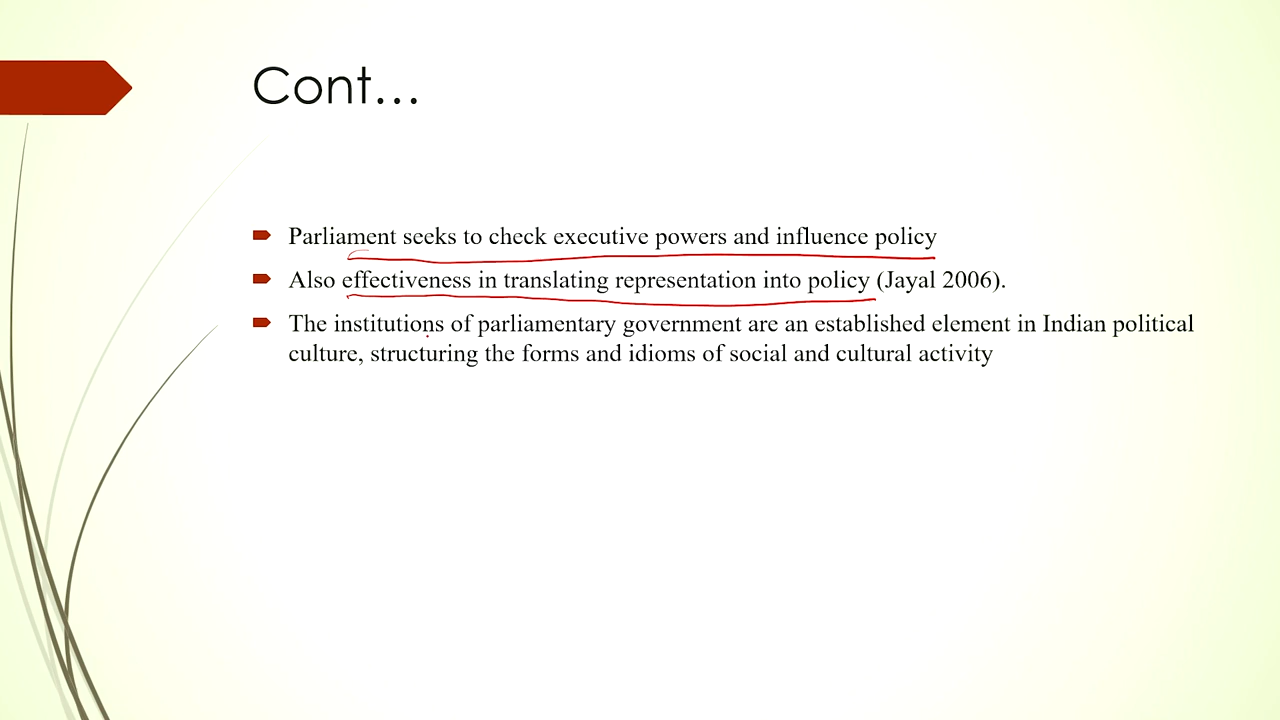 Cont...
Parliament seeks to check executive powers and influence policy
Also effectiveness in translating representation into policy (Jayal 2006).
The institutions of parliamentary government are an established element in Indian political
culture, structuring the forms and idioms of social and cultural activity